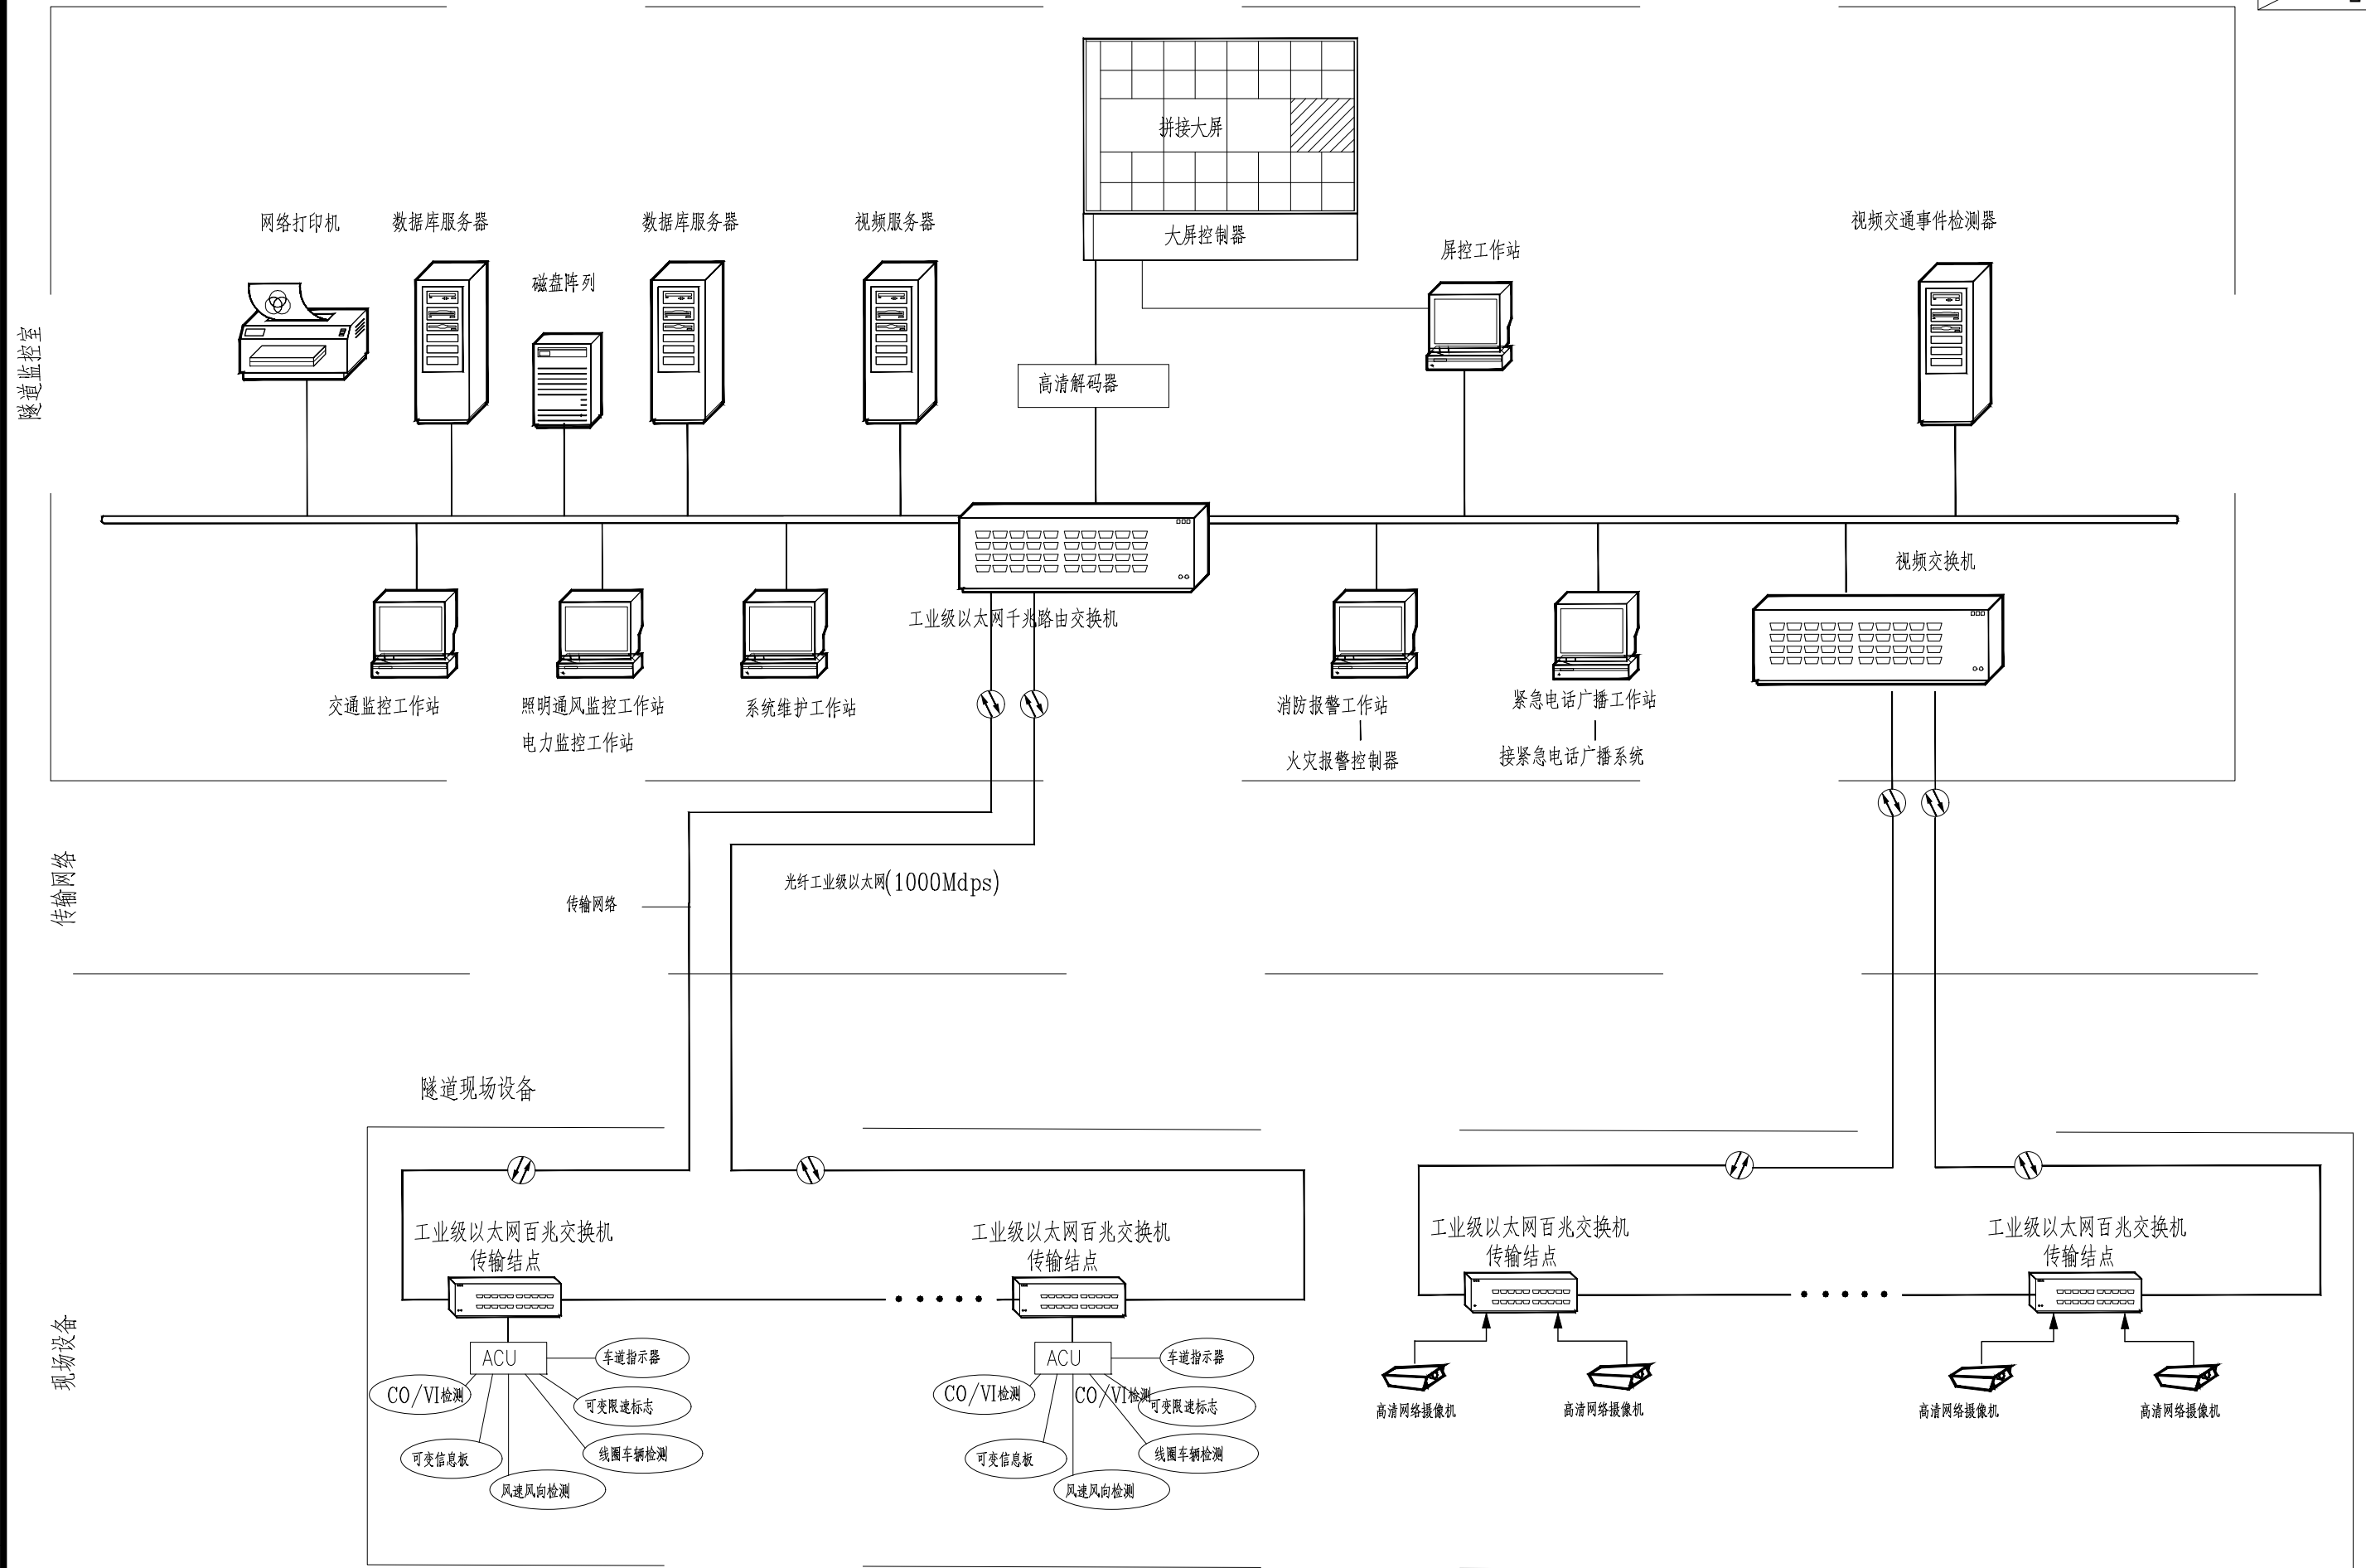 拼接大屏
大屏控制器
网络打印机
数据库服务器
数据库服务器
视频服务器
视频交通事件检测器
屏控工作站
磁盘阵列
高清解码器
隧道监控室
视频交换机
工业级以太网千兆路由交换机
交通监控工作站
照明通风监控工作站
电力监控工作站
系统维护工作站
消防报警工作站
火灾报警控制器
紧急电话广播工作站
接紧急电话广播系统
传输网络
光纤工业级以太网(1000Mdps)
传输网络
隧道现场设备
现场设备
工业级以太网百兆交换机
传输结点
工业级以太网百兆交换机
传输结点
工业级以太网百兆交换机
传输结点
工业级以太网百兆交换机
传输结点
ACU
车道指示器
CO/VI检测
可变限速标志
可变信息板
线圈车辆检测
风速风向检测
ACU
车道指示器
CO/VI检测
CO/VI检测
可变限速标志
可变信息板
线圈车辆检测
风速风向检测
高清网络摄像机
高清网络摄像机
高清网络摄像机
高清网络摄像机